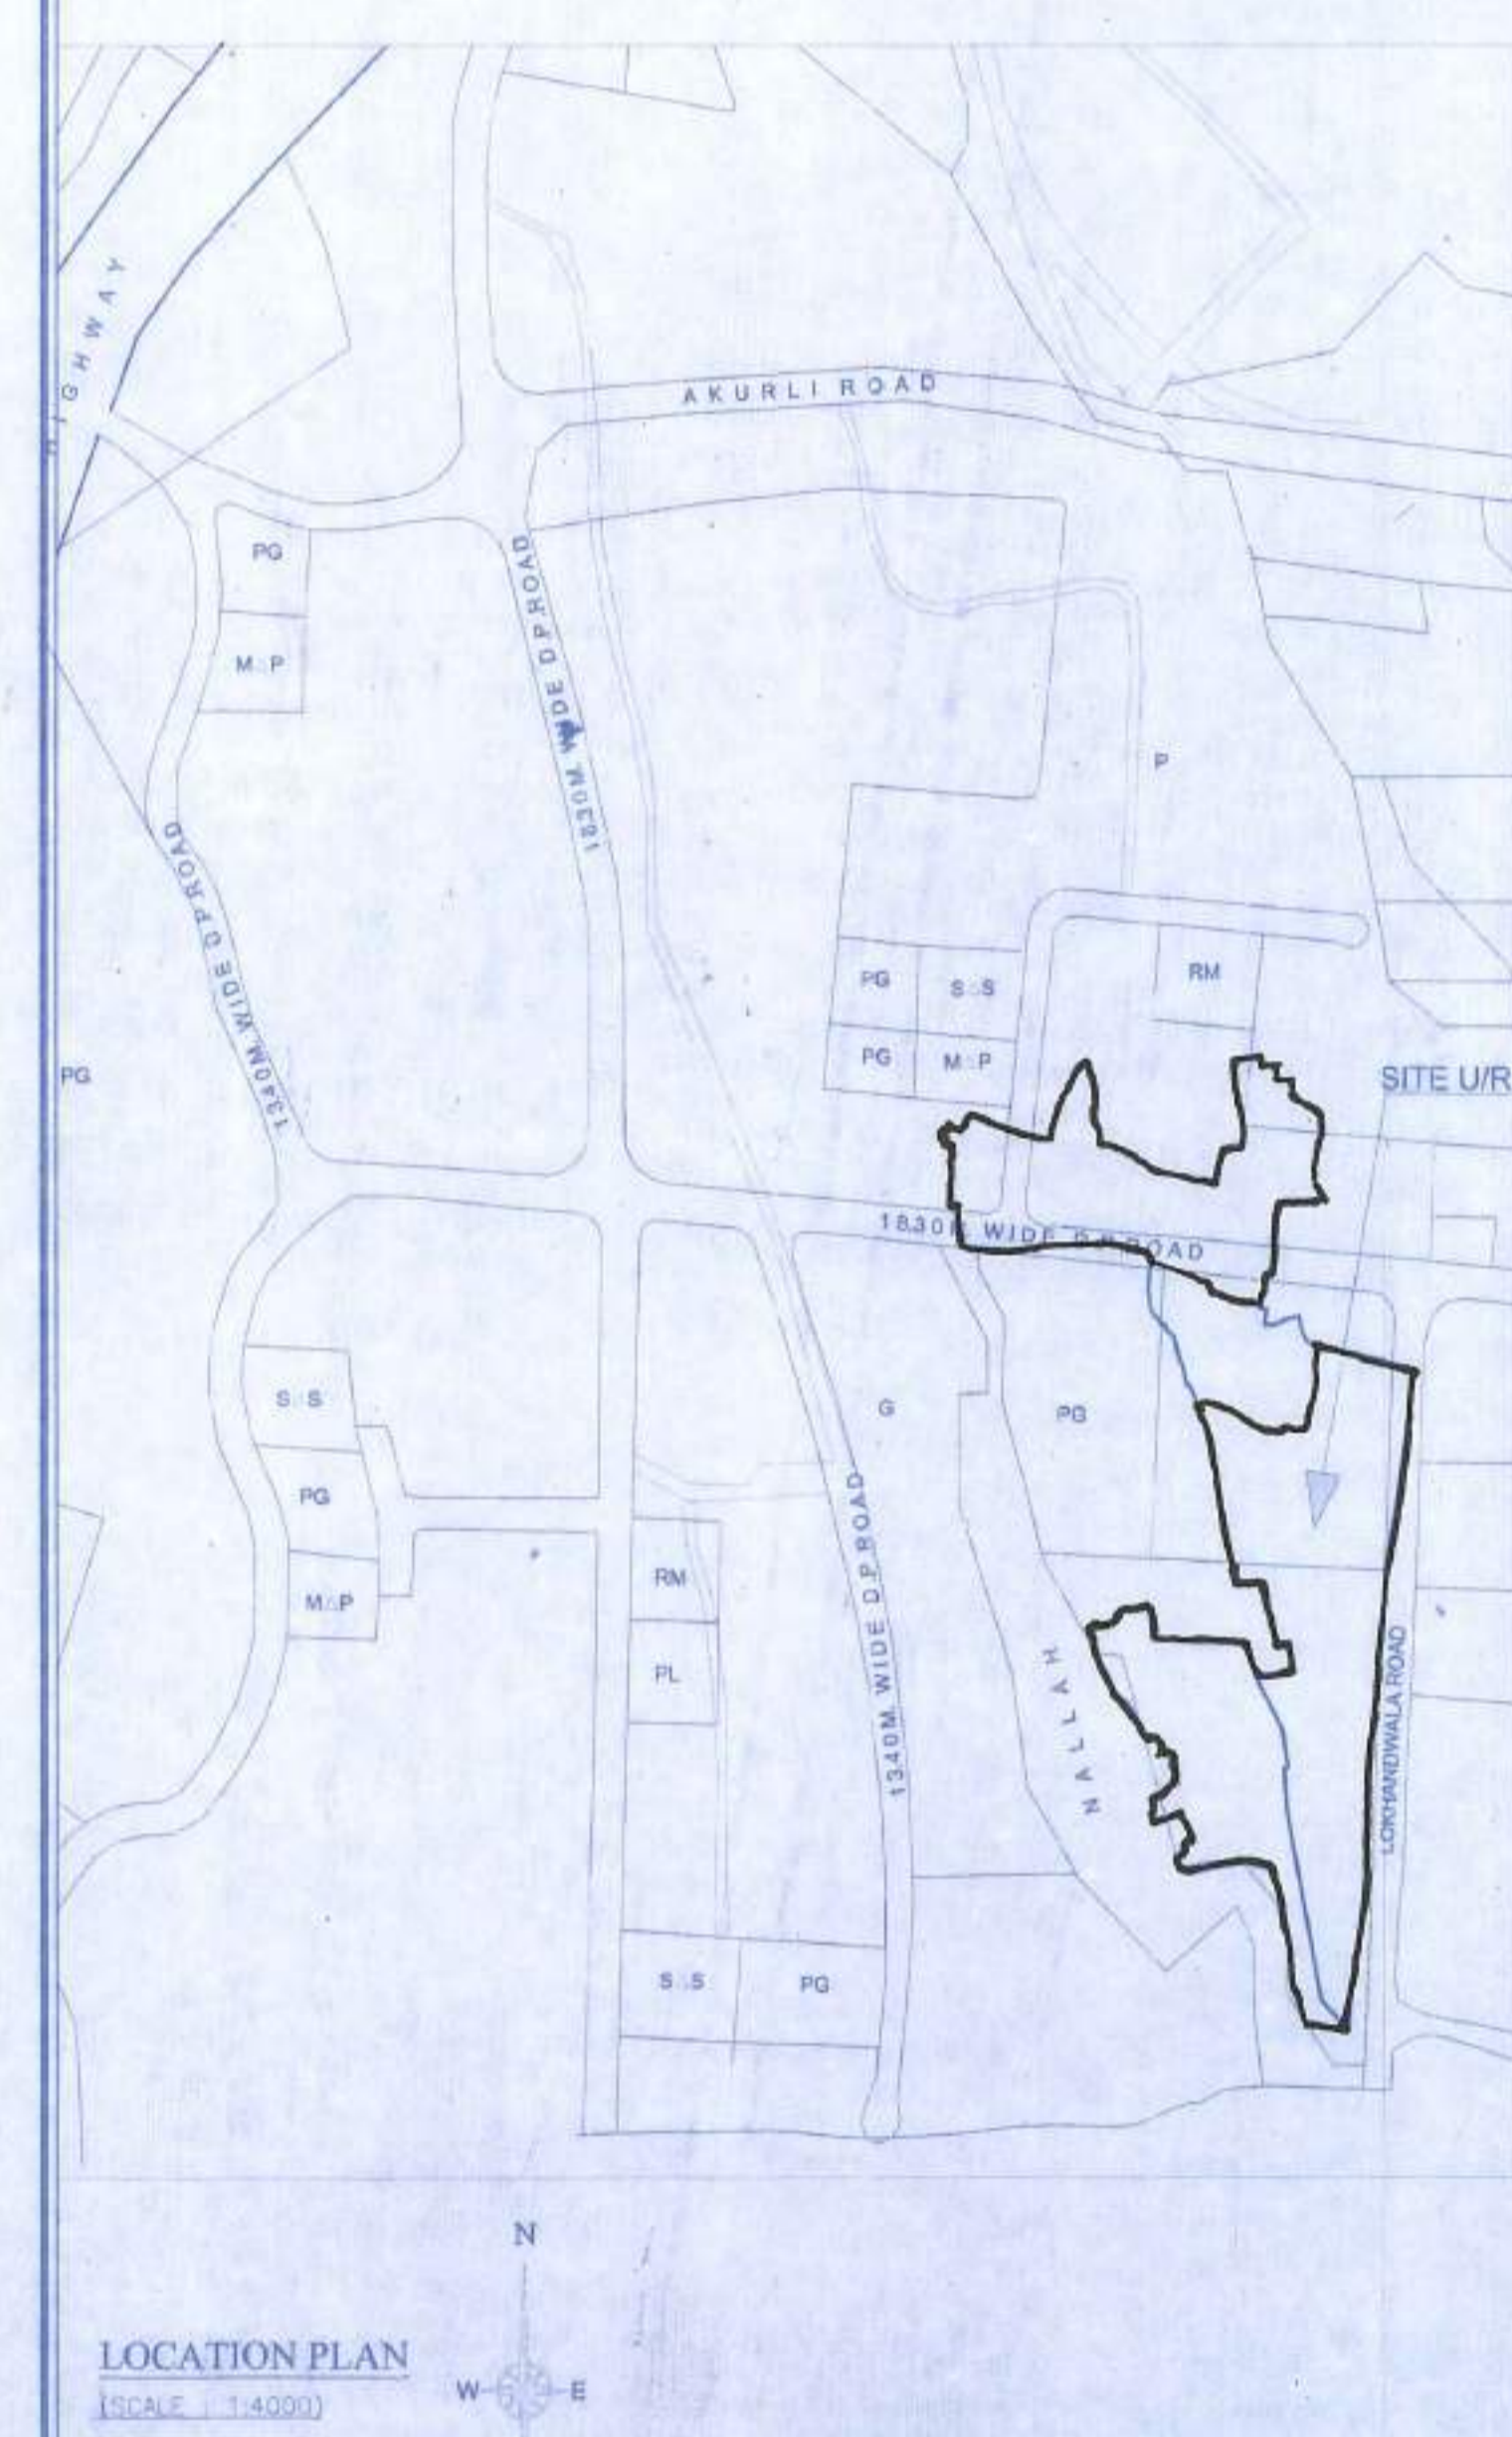 HIGHWAY
AKURLI ROAD
PG
M P
18.30M. WIDE D.P.ROAD
P
13.40M. WIDE D.P.ROAD
PG
S S
RM
PG
M P
PG
SITE U/R
18.30M. WIDE D.P.ROAD
S S
G
PG
PG
RM
M P
PL
13.40M. WIDE D.P.ROAD
NALLAH
LOKHANDWALA ROAD
S S
PG
N
LOCATION PLAN
W
E
(SCALE : 1:4000)